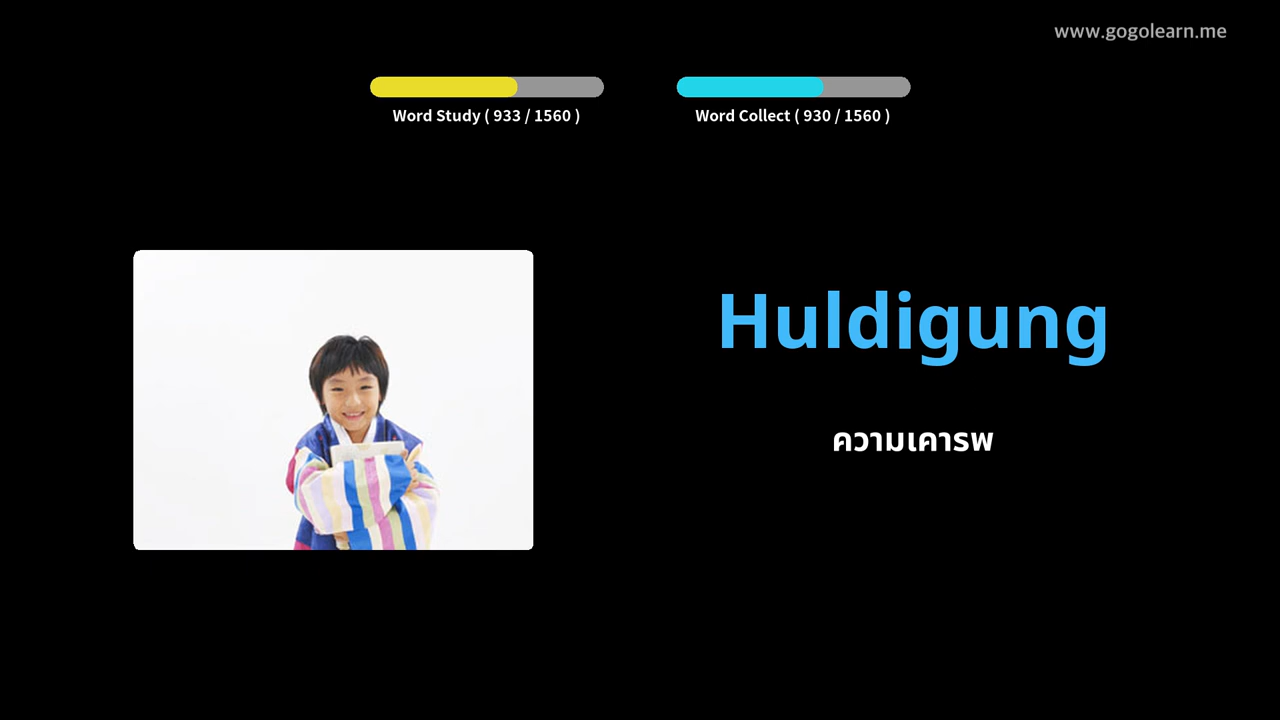 www.gogolearn.me
Word Study ( 933 / 1560 )
Word Collect ( 930 / 1560 )
Huldigung
ความเคารพ